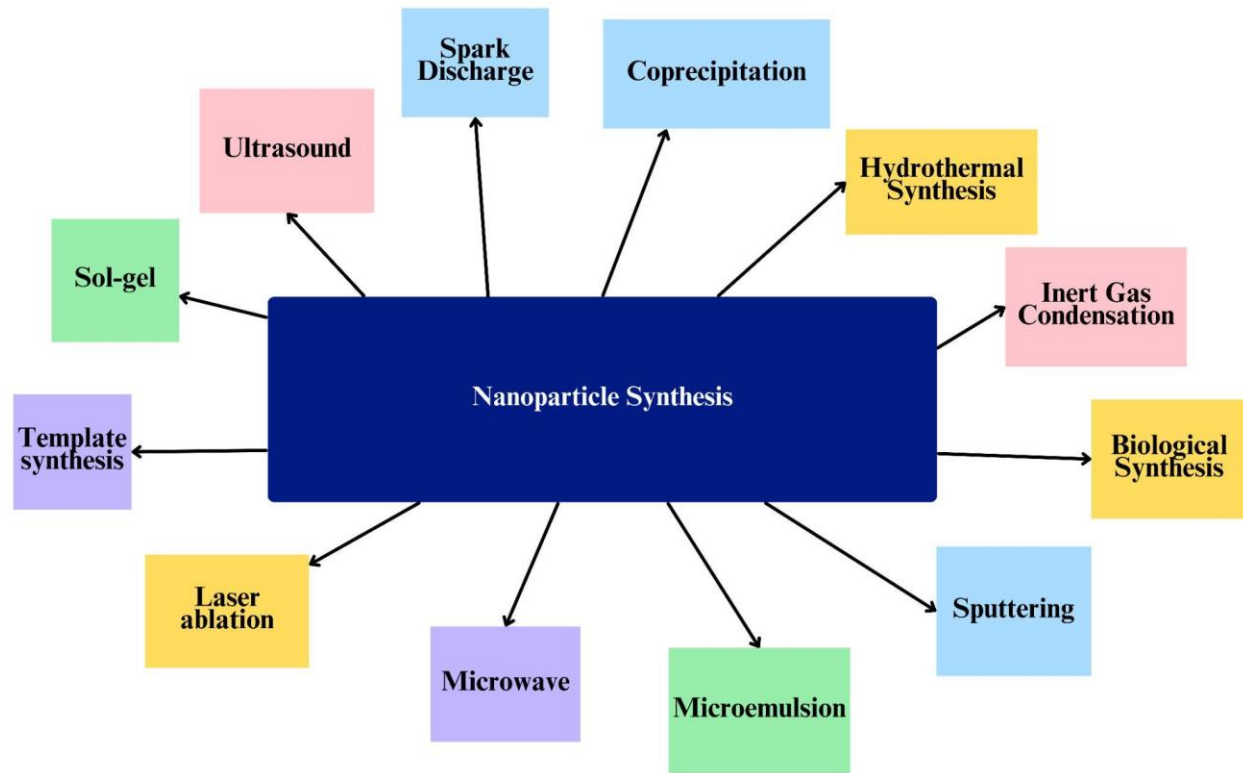 Spark
Discharge
Coprecipitation
Ultrasound
Hydrothermal
Synthesis
Sol-gel
Inert Gas
Condensation
Nanoparticle Synthesis
Template
synthesis
Biological
Synthesis
Laser
ablation
Sputtering
Microwave
Microemulsion